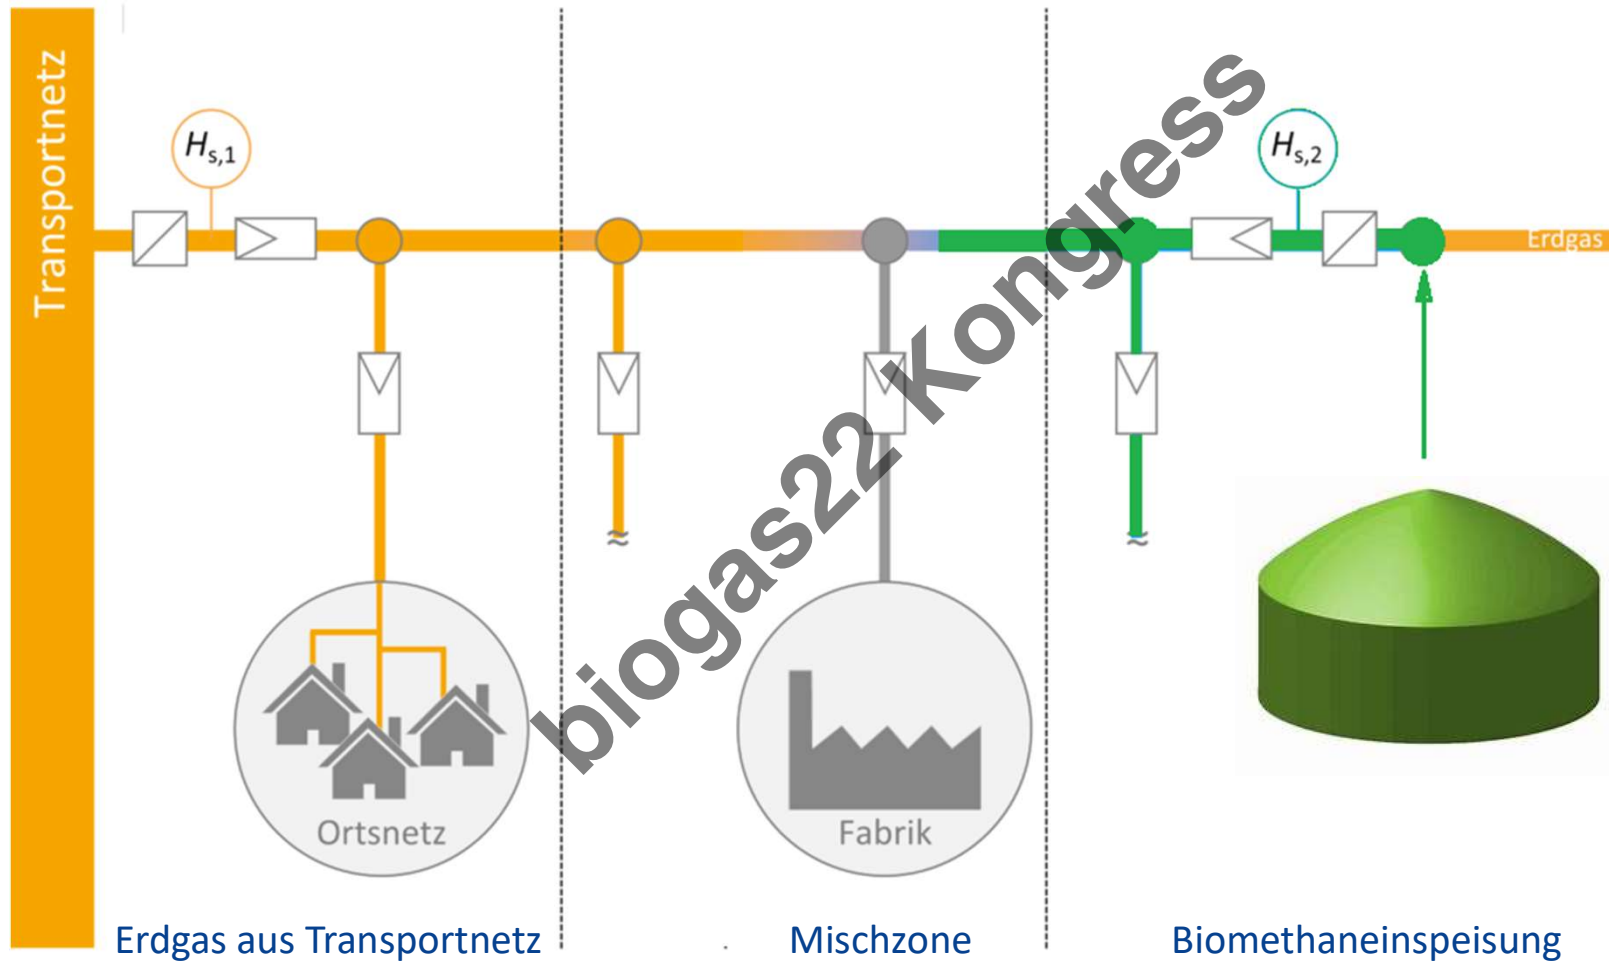 Transportnetz
Hs,1
Hs,2
Erdgas
Ortsnetz
Fabrik
biogas22 Kongress
Erdgas aus Transportnetz
Mischzone
Biomethaneinspeisung